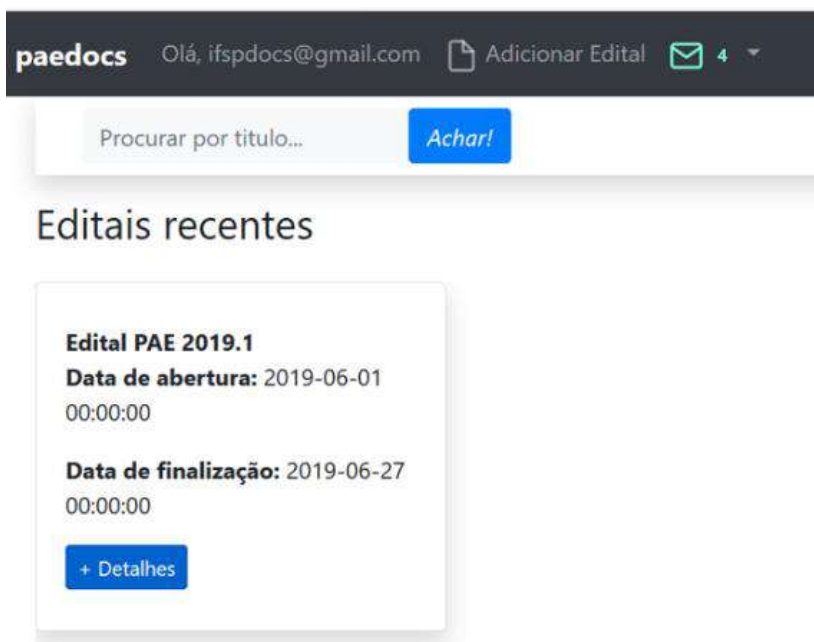 paedocs Olá, ifspdocs@gmail.com Adicionar Edital 4
Procurar por titulo... Achar!
Editais recentes
Edital PAE 2019.1
Data de abertura: 2019-06-01
00:00:00
Data de finalização: 2019-06-27
00:00:00
+ Detalhes